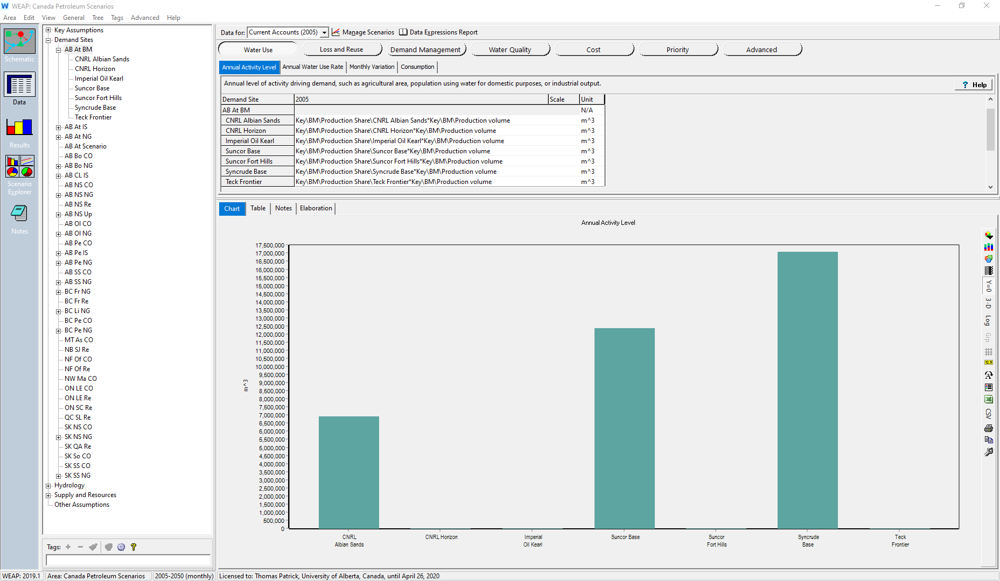 WEAP: Canada Petroleum Scenarios
Area Edit View General Tree Tags Advanced Help
Schematic
Data
Results
Scenario
Explorer
Notes
Key Assumptions
Demand Sites
AB At BM
CNRL Albian Sands
CNRL Horizon
Imperial Oil Kearl
Suncor Base
Suncor Fort Hills
Syncrude Base
Teck Frontier
AB At IS
AB At NG
AB At Scenario
AB Bo CO
AB Bo NG
AB CL IS
AB NS CO
AB NS NG
AB NS Re
AB NS Up
AB Ol CO
AB Ol NG
AB Pe CO
AB Pe IS
AB Pe NG
AB SS CO
AB SS NG
BC Fr NG
BC Fr Re
BC Li NG
BC Pe CO
BC Pe NG
MT As CO
NB SJ Re
NF Of CO
NF Of Re
NW Ma CO
ON LE CO
ON LE Re
ON SC Re
QC SL Re
SK NS CO
SK NS NG
SK QA Re
SK So CO
SK SS CO
SK SS NG
Hydrology
Supply and Resources
Other Assumptions
Tags:
Data for: Current Accounts (2005) Manage Scenarios Data Expressions Report
Water Use Loss and Reuse Demand Management Water Quality Cost Priority Advanced
Annual Activity Level Annual Water Use Rate Monthly Variation Consumption
Annual level of activity driving demand, such as agricultural area, population using water for domestic purposes, or industrial output.
? Help
Demand Site 2005 Scale Unit
AB At BM N/A
CNRL Albian Sands Key\BM\Production Share\CNRL Albian Sands*Key\BM\Production volume m^3
CNRL Horizon Key\BM\Production Share\CNRL Horizon*Key\BM\Production volume m^3
Imperial Oil Kearl Key\BM\Production Share\Imperial Oil Kearl*Key\BM\Production volume m^3
Suncor Base Key\BM\Production Share\Suncor Base*Key\BM\Production volume m^3
Suncor Fort Hills Key\BM\Production Share\Suncor Fort Hills*Key\BM\Production volume m^3
Syncrude Base Key\BM\Production Share\Syncrude Base*Key\BM\Production volume m^3
Teck Frontier Key\BM\Production Share\Teck Frontier*Key\BM\Production volume m^3
Chart Table Notes Elaboration
Annual Activity Level
17,500,000
17,000,000
16,500,000
16,000,000
15,500,000
15,000,000
14,500,000
14,000,000
13,500,000
13,000,000
12,500,000
12,000,000
11,500,000
11,000,000
10,500,000
10,000,000
9,500,000
9,000,000
8,500,000
8,000,000
7,500,000
7,000,000
6,500,000
6,000,000
5,500,000
5,000,000
4,500,000
4,000,000
3,500,000
3,000,000
2,500,000
2,000,000
1,500,000
1,000,000
500,000
0
m^3
CNRL
Albian Sands
CNRL Horizon
Imperial
Oil Kearl
Suncor Base
Suncor
Fort Hills
Syncrude
Base
Teck
Frontier
Y=0
3-D
Log
Grp
12.5
CSV
WEAP: 2019.1 Area: Canada Petroleum Scenarios 2005-2050 (monthly) Licensed to: Thomas Patrick, University of Alberta, Canada, until April 26, 2020